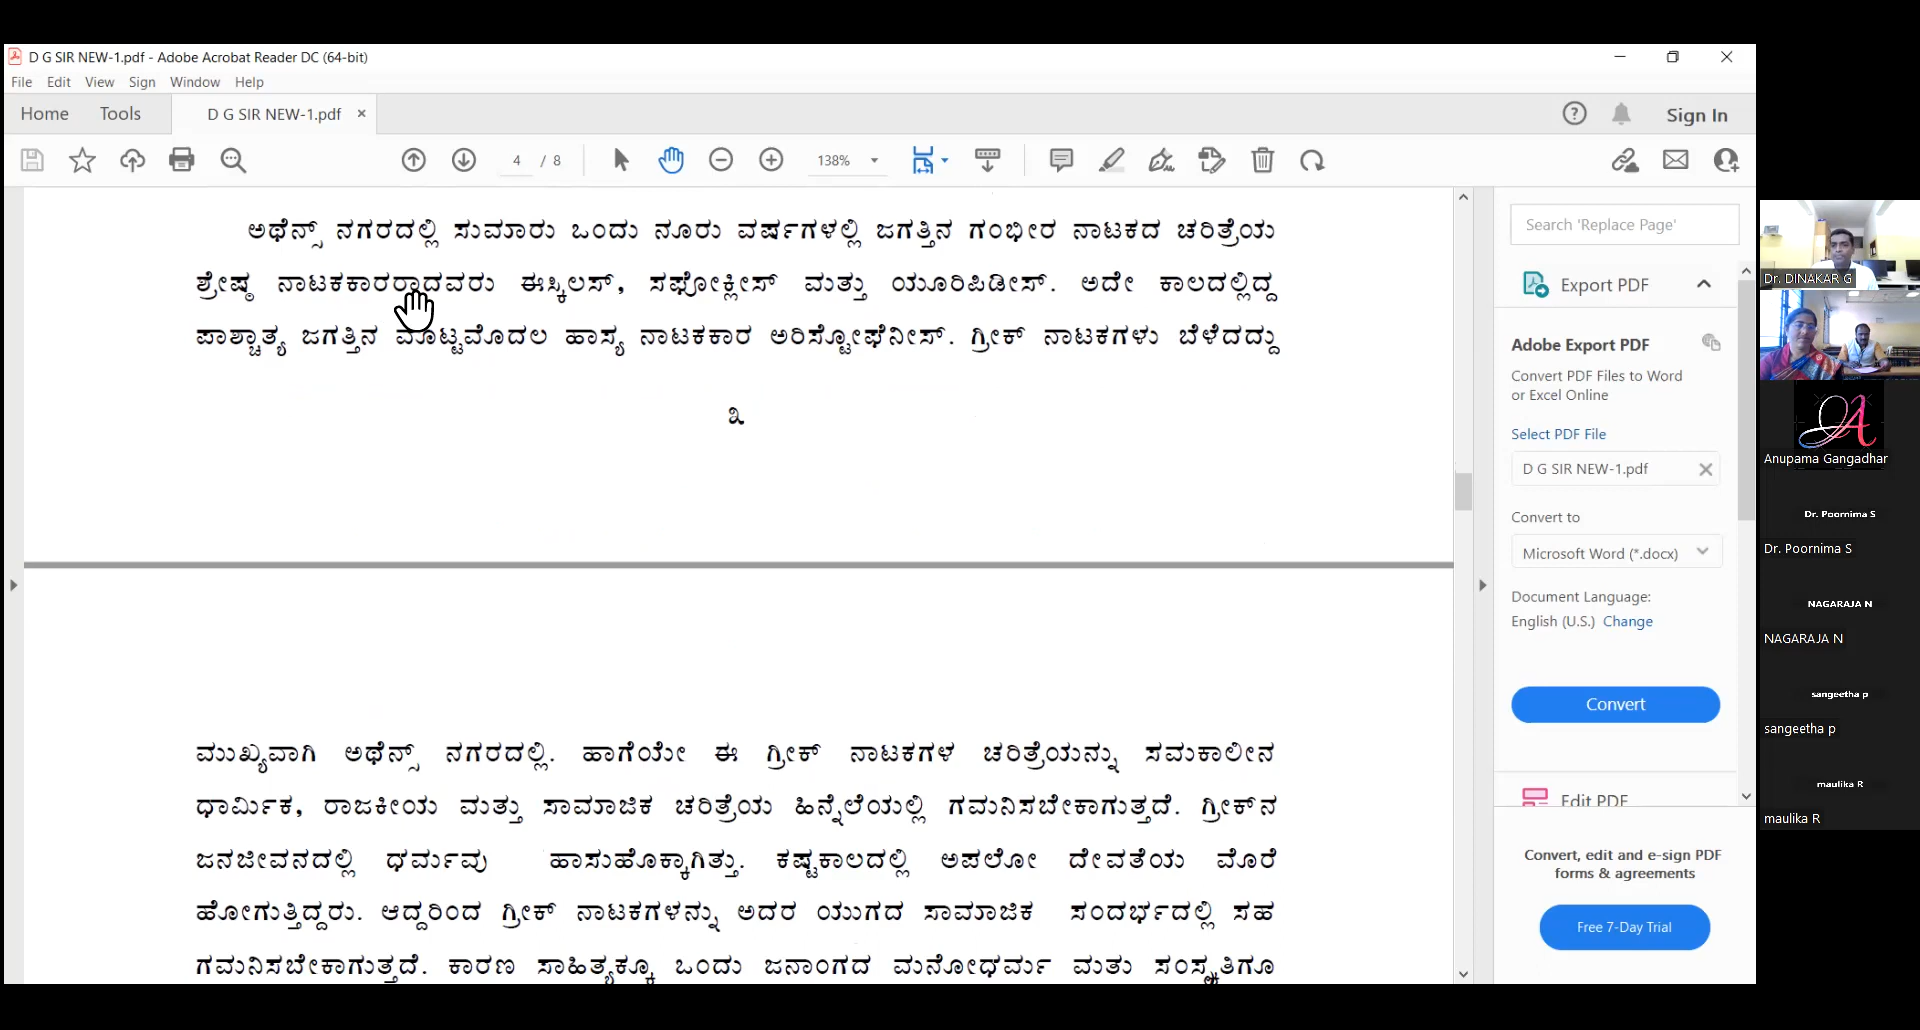 D G SIR NEW-1.pdf - Adobe Acrobat Reader DC (64-bit)
File Edit View Sign Window Help
Home Tools D G SIR NEW-1.pdf ×
Sign In
4 / 8
138%
ಅಥೆನ್ಸ್ ನಗರದಲ್ಲಿ ಸುಮಾರು ಒಂದು ನೂರು ವರ್ಷಗಳಲ್ಲಿ ಜಗತ್ತಿನ ಗಂಭೀರ ನಾಟಕದ ಚರಿತ್ರೆಯ
ಶ್ರೇಷ್ಠ ನಾಟಕಕಾರರಾದವರು ಈಸ್ಕಿಲಸ್, ಸಫೋಕ್ಲೀಸ್ ಮತ್ತು ಯೂರಿಪಿಡೀಸ್. ಅದೇ ಕಾಲದಲ್ಲಿದ್ದ
ಪಾಶ್ಚಾತ್ಯ ಜಗತ್ತಿನ ಮೊಟ್ಟಮೊದಲ ಹಾಸ್ಯ ನಾಟಕಕಾರ ಅರಿಸ್ಟೋಫೆನೀಸ್. ಗ್ರೀಕ್ ನಾಟಕಗಳು ಬೆಳೆದದ್ದು
೩
ಮುಖ್ಯವಾಗಿ ಅಥೆನ್ಸ್ ನಗರದಲ್ಲಿ. ಹಾಗೆಯೇ ಈ ಗ್ರೀಕ್ ನಾಟಕಗಳ ಚರಿತ್ರೆಯನ್ನು ಸಮಕಾಲೀನ
ಧಾರ್ಮಿಕ, ರಾಜಕೀಯ ಮತ್ತು ಸಾಮಾಜಿಕ ಚರಿತ್ರೆಯ ಹಿನ್ನೆಲೆಯಲ್ಲಿ ಗಮನಿಸಬೇಕಾಗುತ್ತದೆ. ಗ್ರೀಕ್‌ನ
ಜನಜೀವನದಲ್ಲಿ ಧರ್ಮವು ಹಾಸುಹೊಕ್ಕಾಗಿತ್ತು. ಕಷ್ಟಕಾಲದಲ್ಲಿ ಅಪಲೋ ದೇವತೆಯ ಮೊರೆ
ಹೋಗುತ್ತಿದ್ದರು. ಆದ್ದರಿಂದ ಗ್ರೀಕ್ ನಾಟಕಗಳನ್ನು ಅದರ ಯುಗದ ಸಾಮಾಜಿಕ ಸಂದರ್ಭದಲ್ಲಿ ಸಹ
ಗಮನಿಸಬೇಕಾಗುತ್ತದೆ. ಕಾರಣ ಸಾಹಿತ್ಯಕ್ಕೂ ಒಂದು ಜನಾಂಗದ ಮನೋಧರ್ಮ ಮತು ಸಂಸ್ಕೃತಿಗೂ
Search 'Replace Page'
Export PDF
Adobe Export PDF
Convert PDF Files to Word
or Excel Online
Select PDF File
D G SIR NEW-1.pdf
Convert to
Microsoft Word (*.docx)
Document Language:
English (U.S.) Change
Convert
Edit PDF
Convert, edit and e-sign PDF
forms & agreements
Free 7-Day Trial
Dr. DINAKAR G
Anupama Gangadhar
Dr. Poornima S
Dr. Poornima S
NAGARAJA N
NAGARAJA N
sangeetha p
sangeetha p
maulika R
maulika R